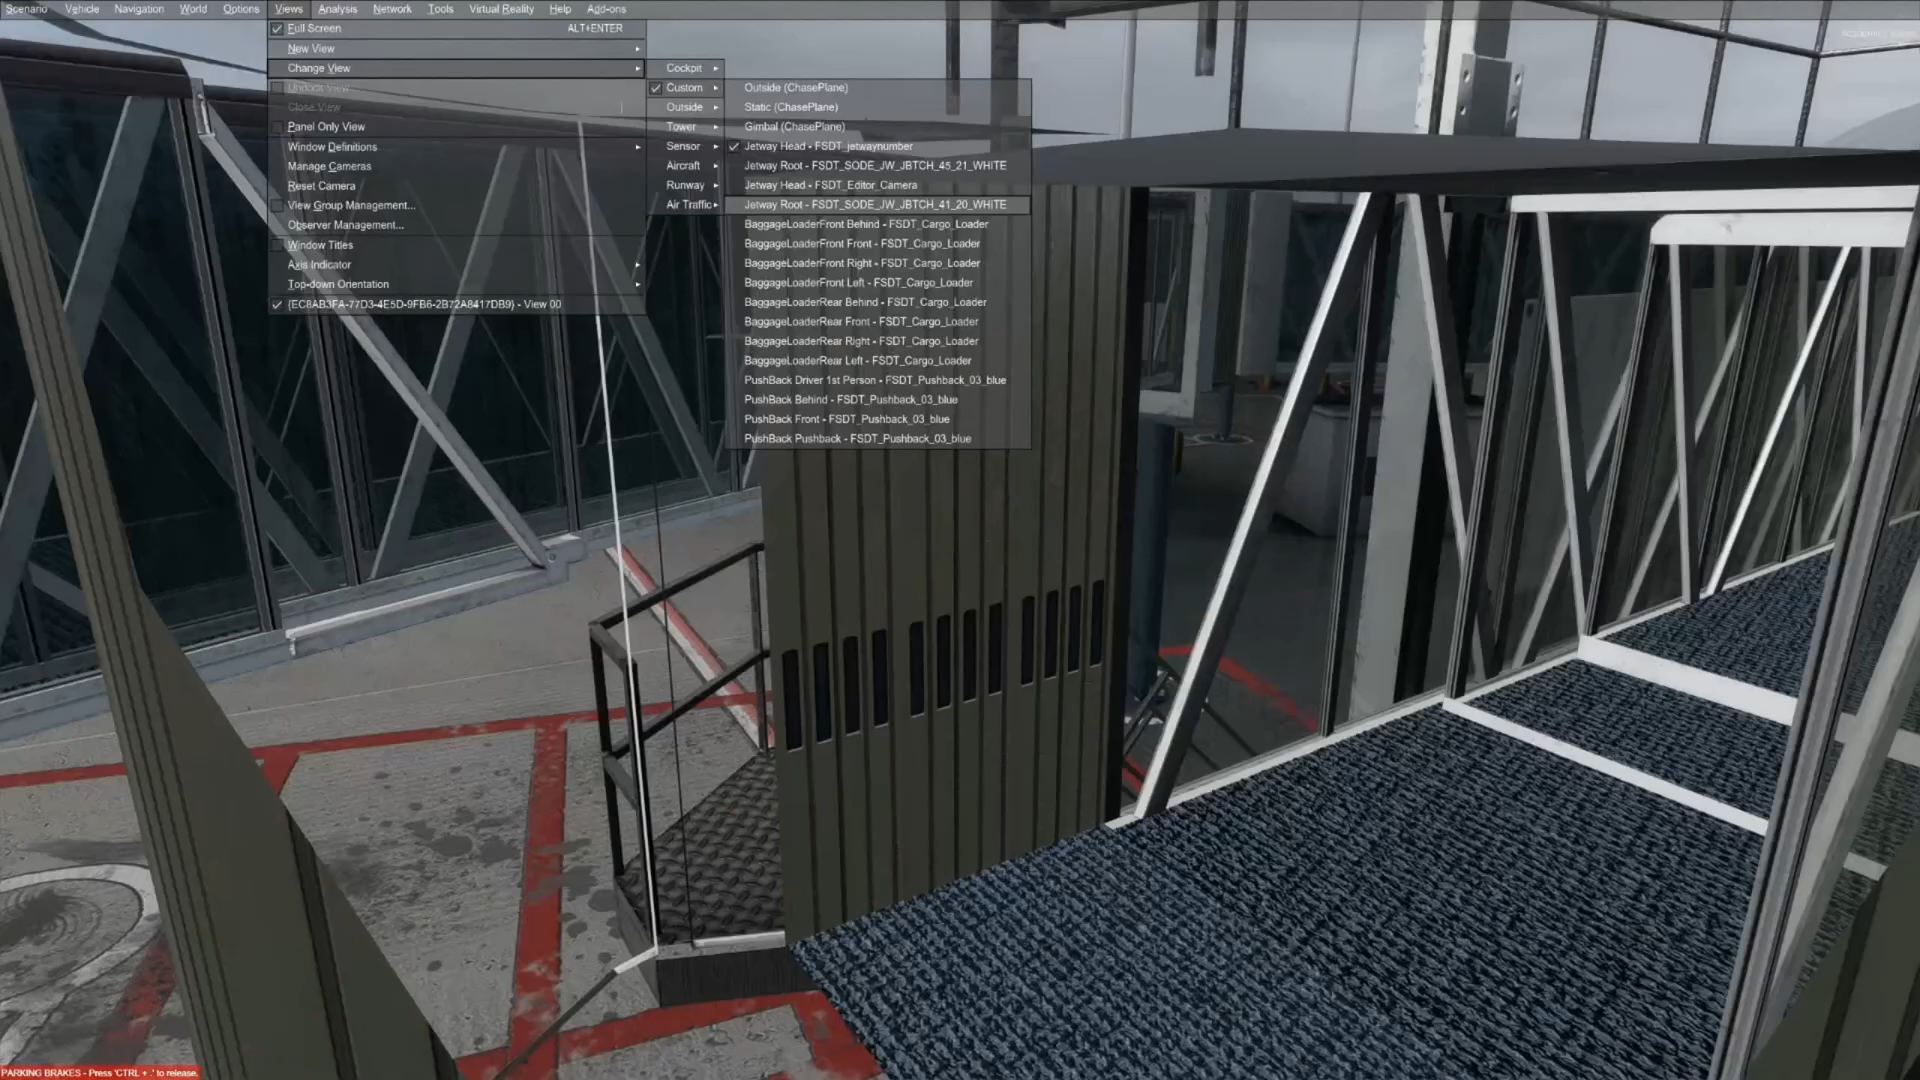 Scenario Vehicle Navigation World Options Views Analysis Network Tools Virtual Reality Help Add-ons
Full Screen ALT+ENTER
New View
Change View
Undock View
Close View
Panel Only View
Window Definitions
Manage Cameras
Reset Camera
View Group Management...
Observer Management...
Window Titles
Axis Indicator
Top-down Orientation
{EC8AB3FA-77D3-4E5D-9FB6-2B72A8417DB9} - View 00
Cockpit
Custom
Outside
Tower
Sensor
Aircraft
Runway
Air Traffic
Outside (ChasePlane)
Static (ChasePlane)
Gimbal (ChasePlane)
Jetway Head - FSDT_jetwaynumber
Jetway Root - FSDT_SODE_JW_JBTCH_45_21_WHITE
Jetway Head - FSDT_Editor_Camera
Jetway Root - FSDT_SODE_JW_JBTCH_41_20_WHITE
BaggageLoaderFront Behind - FSDT_Cargo_Loader
BaggageLoaderFront Front - FSDT_Cargo_Loader
BaggageLoaderFront Right - FSDT_Cargo_Loader
BaggageLoaderFront Left - FSDT_Cargo_Loader
BaggageLoaderRear Behind - FSDT_Cargo_Loader
BaggageLoaderRear Front - FSDT_Cargo_Loader
BaggageLoaderRear Right - FSDT_Cargo_Loader
BaggageLoaderRear Left - FSDT_Cargo_Loader
PushBack Driver 1st Person - FSDT_Pushback_03_blue
PushBack Behind - FSDT_Pushback_03_blue
PushBack Front - FSDT_Pushback_03_blue
PushBack Pushback - FSDT_Pushback_03_blue
PARKING BRAKES - Press 'CTRL + .' to release.